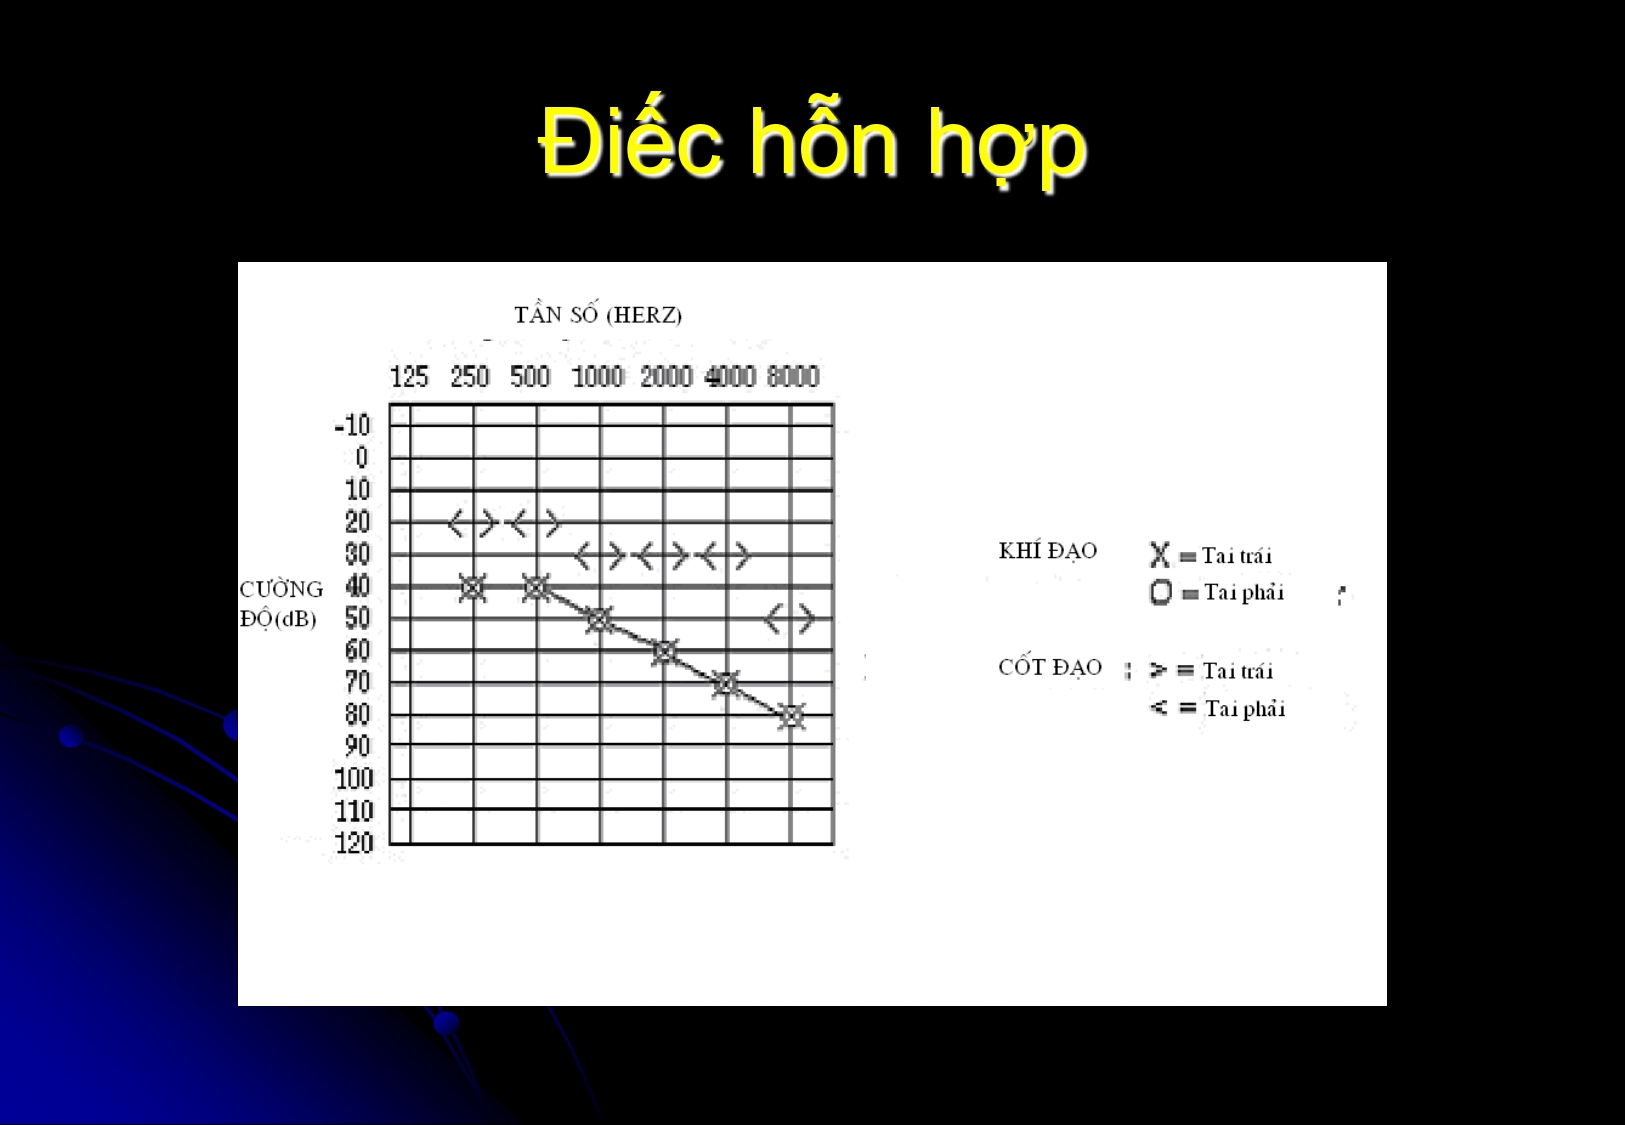 Điếc hỗn hợp
TẦN SỐ (HERZ)
125 250 500 1000 2000 4000 8000
-10
0
10
20
30
40
50
60
70
80
90
100
110
120
CƯỜNG
ĐỘ(dB)
KHÍ ĐẠO X = Tai trái
O = Tai phải
CỐT ĐẠO : > = Tai trái
< = Tai phải